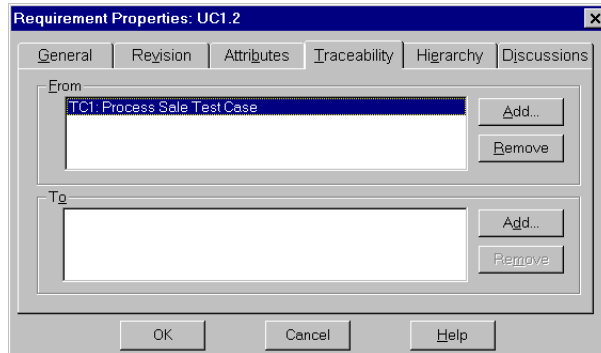 Requirement Properties: UC1.2
General Revision Attributes Traceability Hierarchy Discussions
From
TC1: Process Sale Test Case
Add...
Remove
To
Add...
Remove
OK Cancel Help